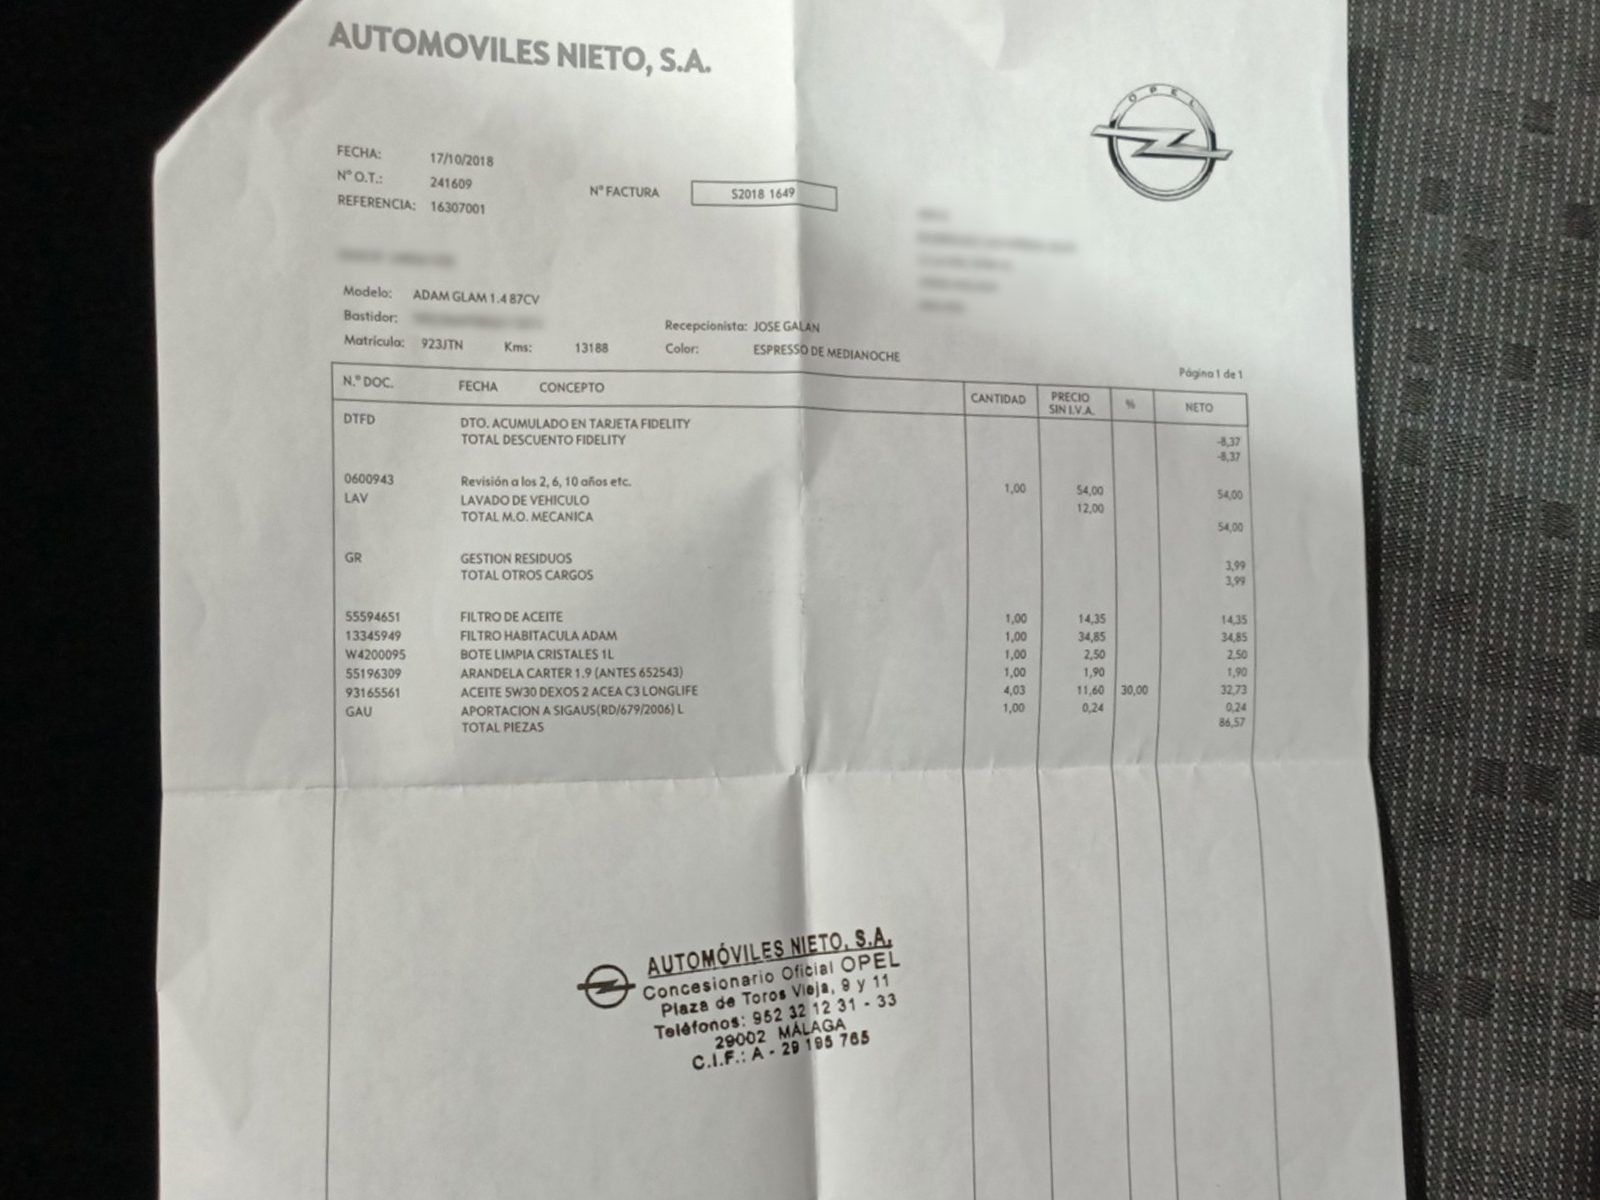 AUTOMOVILES NIETO, S.A.
OPEL
FECHA: 17/10/2018
Nº O.T.: 241609
REFERENCIA: 16307001
Nº FACTURA S2018 1649
Modelo: ADAM GLAM 1.4 87CV
Bastidor:
Recepcionista: JOSE GALAN
Matrícula: 923JTN Kms: 13188 Color: ESPRESSO DE MEDIANOCHE
Página 1 de 1
N.º DOC. FECHA CONCEPTO CANTIDAD PRECIO SIN I.V.A. % NETO
DTFD DTO. ACUMULADO EN TARJETA FIDELITY -8,37
TOTAL DESCUENTO FIDELITY -8,37
0600943 Revisión a los 2, 6, 10 años etc. 1,00 54,00 54,00
LAV LAVADO DE VEHICULO 12,00
TOTAL M.O. MECANICA 54,00
GR GESTION RESIDUOS 3,99
TOTAL OTROS CARGOS 3,99
55594651 FILTRO DE ACEITE 1,00 14,35 14,35
13345949 FILTRO HABITACULA ADAM 1,00 34,85 34,85
W4200095 BOTE LIMPIA CRISTALES 1L 1,00 2,50 2,50
55196309 ARANDELA CARTER 1.9 (ANTES 652543) 1,00 1,90 1,90
93165561 ACEITE 5W30 DEXOS 2 ACEA C3 LONGLIFE 4,03 11,60 30,00 32,73
GAU APORTACION A SIGAUS(RD/679/2006) L 1,00 0,24 0,24
TOTAL PIEZAS 86,57
AUTOMÓVILES NIETO, S.A.
Concesionario Oficial OPEL
Plaza de Toros Vieja, 9 y 11
Teléfonos: 952 32 12 31 - 33
29002 MÁLAGA
C.I.F.: A - 29 195 765